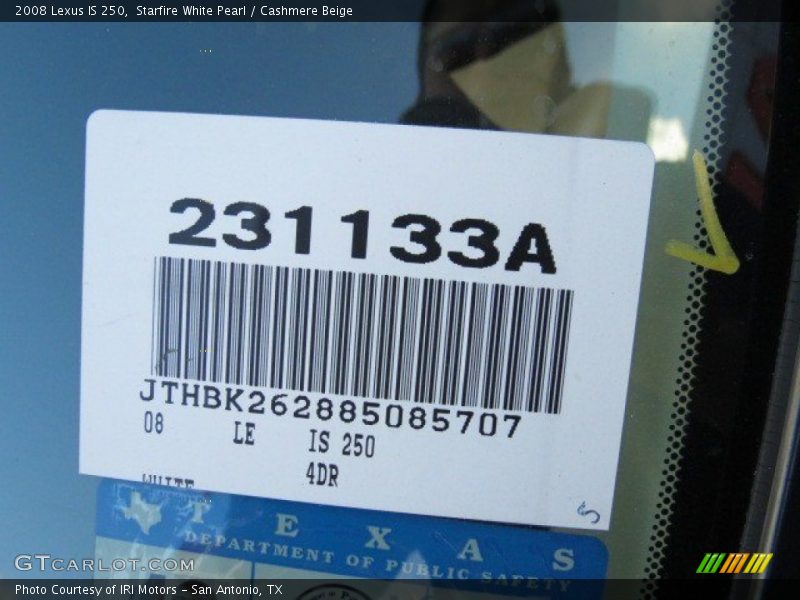 2008 Lexus IS 250,  Starfire White Pearl / Cashmere Beige
231133A
JTHBK262885085707
08 LE IS 250
4DR
WHITE
S
TEXAS
DEPARTMENT OF PUBLIC SAFETY
GTCARLOT.COM
Photo Courtesy of IRI Motors - San Antonio, TX